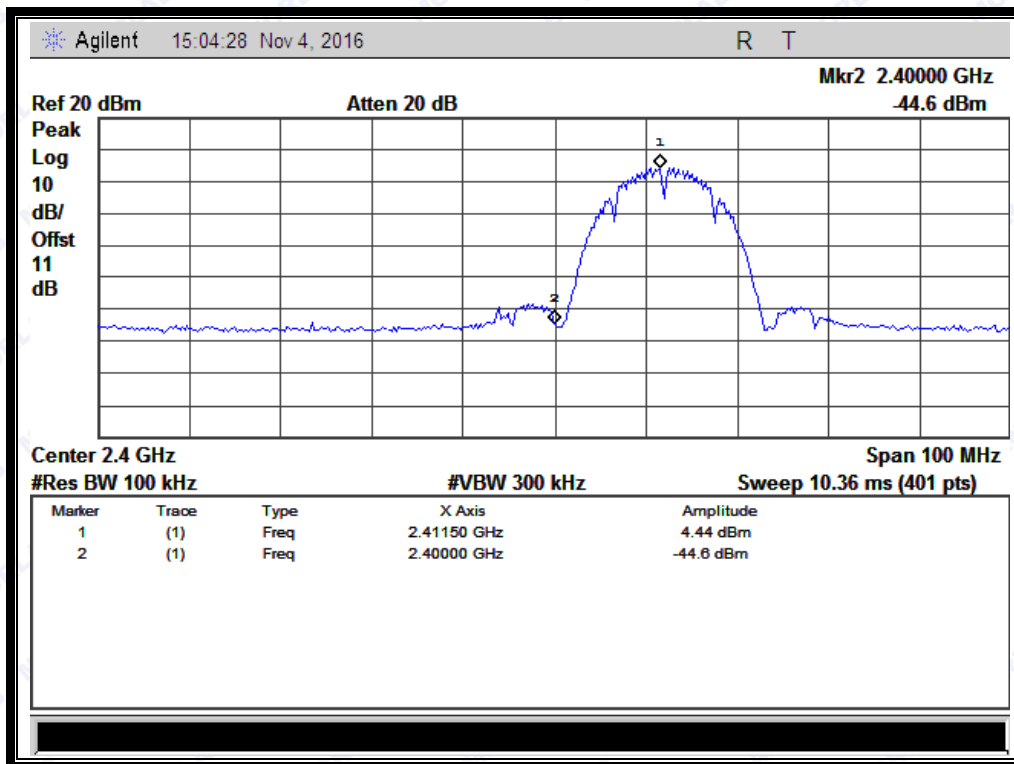 Agilent 15:04:28 Nov 4, 2016 R T
Mkr2 2.40000 GHz
Ref 20 dBm Atten 20 dB -44.6 dBm
Peak
Log
10
dB/
Offst
11
dB
1
2
Center 2.4 GHz Span 100 MHz
#Res BW 100 kHz #VBW 300 kHz Sweep 10.36 ms (401 pts)
Marker Trace Type X Axis Amplitude
1 (1) Freq 2.41150 GHz 4.44 dBm
2 (1) Freq 2.40000 GHz -44.6 dBm